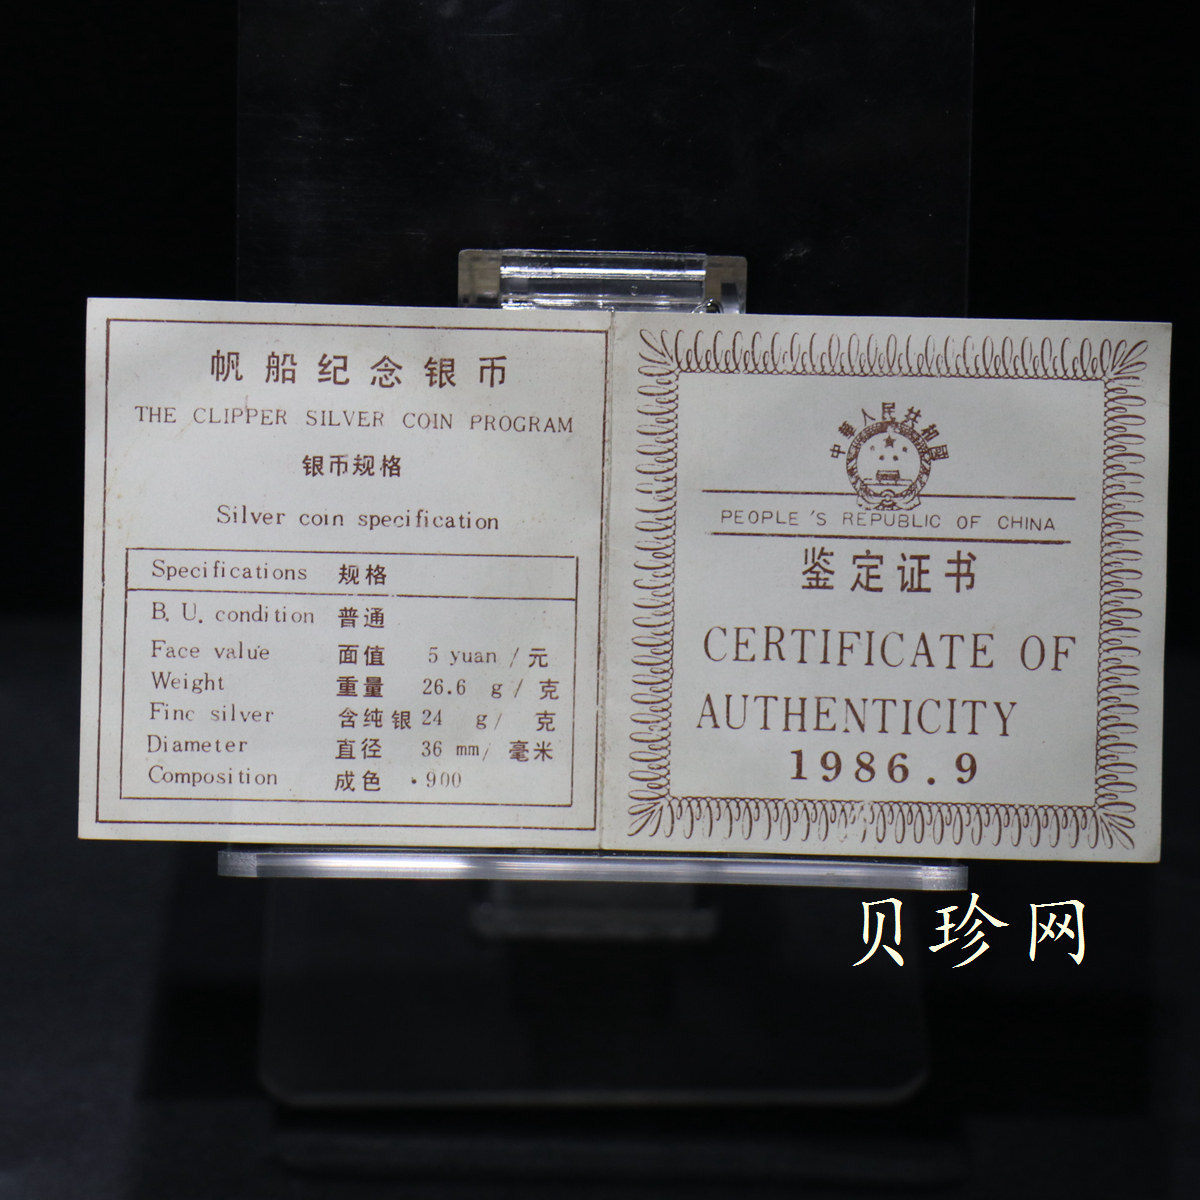 帆船纪念银币
THE CLIPPER SILVER COIN PROGRAM
银币规格
Silver coin specification
Specifications 规格
B. U. condition 普通
Face value 面值 5 yuan / 元
Weight 重量 26.6 g / 克
Finc silver 含纯银 24 g / 克
Diameter 直径 36 mm / 毫米
Composition 成色 .900
中華人民共和國
PEOPLE 'S REPUBLIC OF CHINA
鉴定证书
CERTIFICATE OF
AUTHENTICITY
1986.9
贝珍网